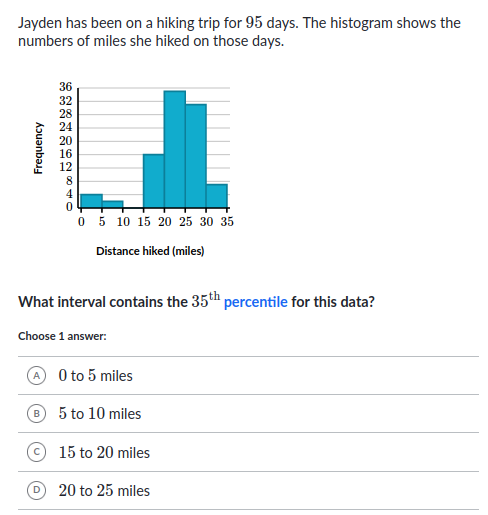 Jayden has been on a hiking trip for 95 days. The histogram shows the
numbers of miles she hiked on those days.
36
32
28
24
20
16
12
8
4
0
Frequency
0 5 10 15 20 25 30 35
Distance hiked (miles)
What interval contains the 35th percentile for this data?
Choose 1 answer:
A 0 to 5 miles
B 5 to 10 miles
C 15 to 20 miles
D 20 to 25 miles